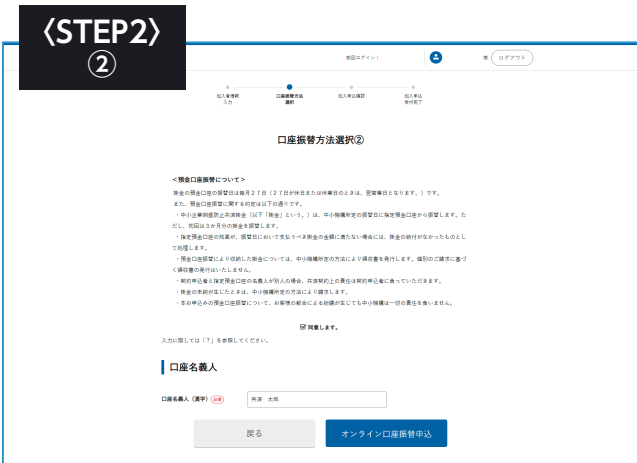 〈STEP2〉
②
前回ログイン：
様
ログアウト
加入者情報
入力
口座振替方法
選択
加入申込確認
加入申込
受付完了
口座振替方法選択②
＜預金口座振替について＞
掛金の預金口座の振替日は毎月２７日（２７日が休日または休業日のときは、翌営業日となります。）です。
また、預金口座振替に関する約定は以下の通りです。
・中小企業倒産防止共済掛金（以下「掛金」という。）は、中小機構所定の振替日に指定預金口座から振替します。た
だし、初回は３か月分の掛金を振替します。
・指定預金口座の残高が、振替日において支払うべき掛金の金額に満たない場合には、掛金の納付がなかったものとし
て処理します。
・預金口座振替により収納した掛金については、中小機構所定の方法により領収書を発行します。個別のご請求に基づ
く領収書の発行はいたしません。
・契約申込者と指定預金口座の名義人が別人の場合、共済契約上の責任は契約申込者に負っていただきます。
・掛金の未納が生じたときは、中小機構所定の方法により請求します。
・本お申込みの預金口座振替について、お客様の都合による紛議が生じても中小機構は一切の責任を負いません。
同意します。
入力に際しては「？」を参照してください。
口座名義人
口座名義人（漢字）
必須
共済　太郎
戻る
オンライン口座振替申込